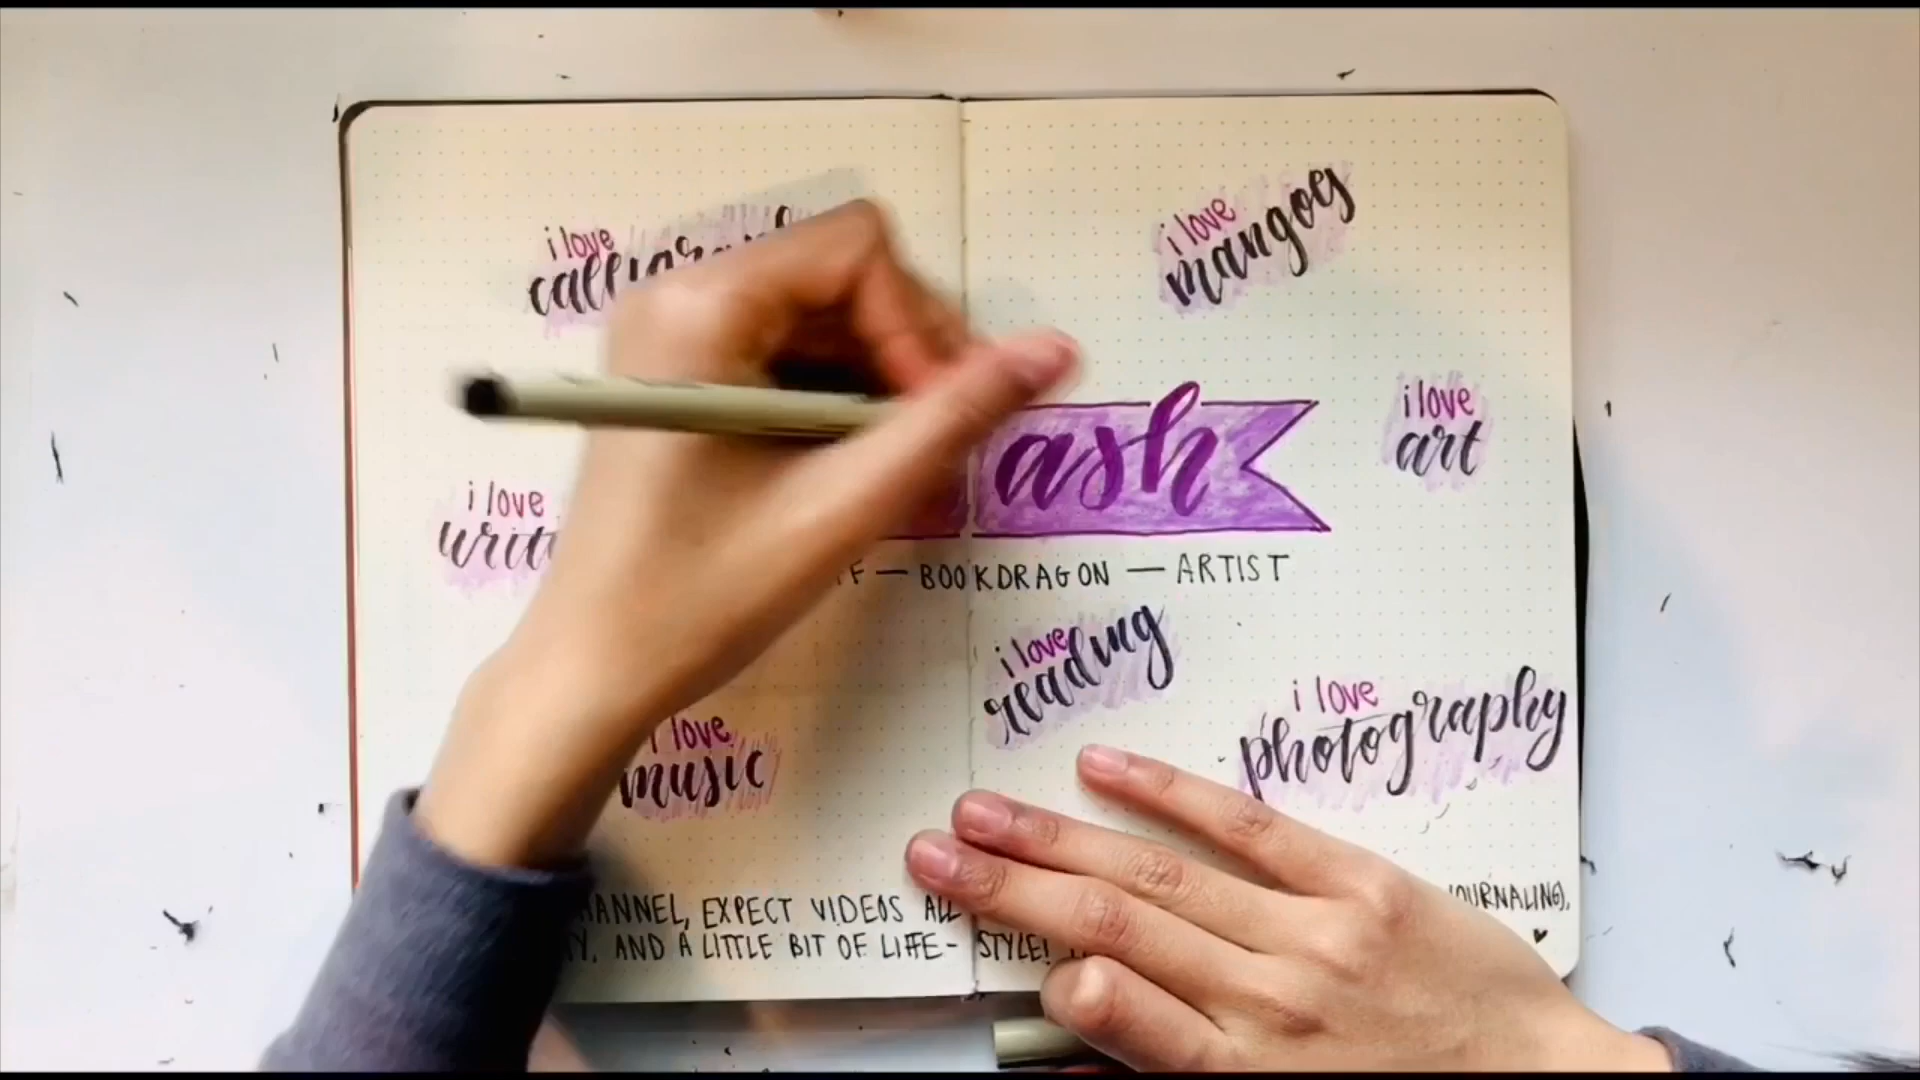 i love
i love
mangoes
i love
art
ash
i love
BOOKDRAGON — ARTIST
i love
reading
i love
photography
i love
music
EXPECT VIDEOS ALL
AND A LITTLE BIT OF LIFE- STYLE!